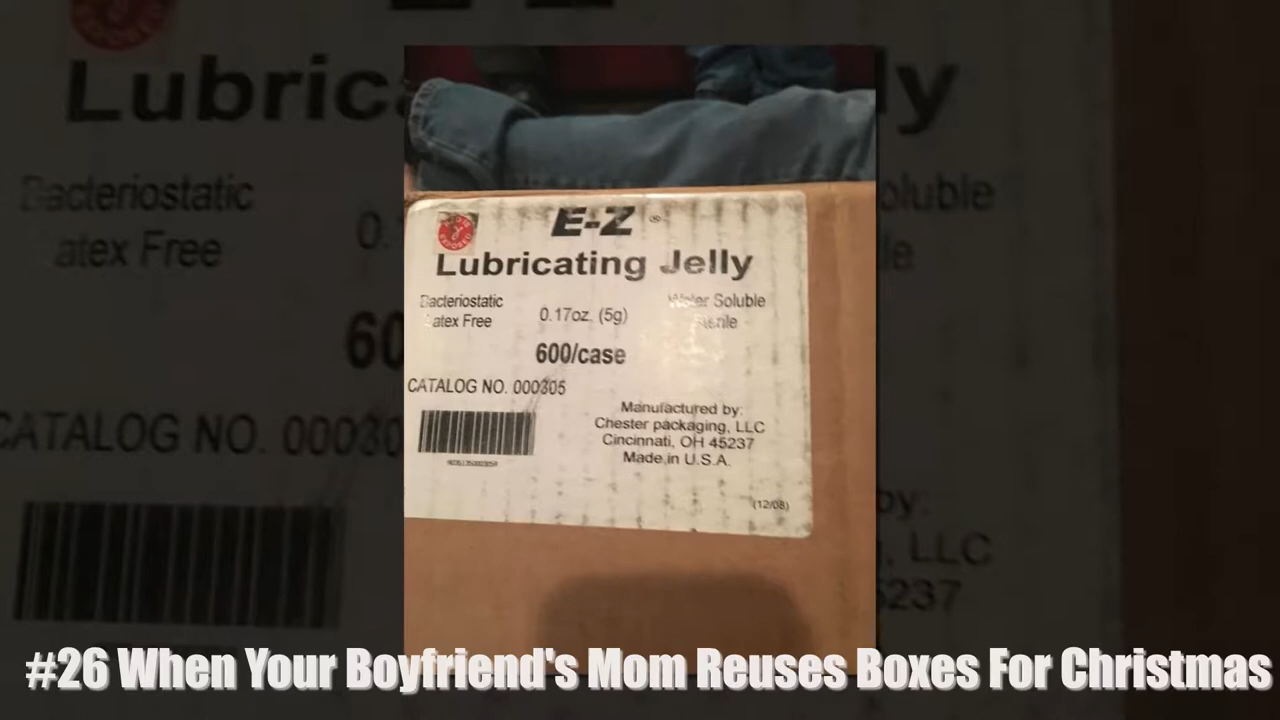 E-Z®
Lubricating Jelly
Bacteriostatic
Latex Free
0.17oz. (5g)
Water Soluble
Sterile
600/case
CATALOG NO. 000305
Manufactured by:
Chester packaging, LLC
Cincinnati, OH 45237
Made in U.S.A.
(12/08)
#26 When Your Boyfriend's Mom Reuses Boxes For Christmas